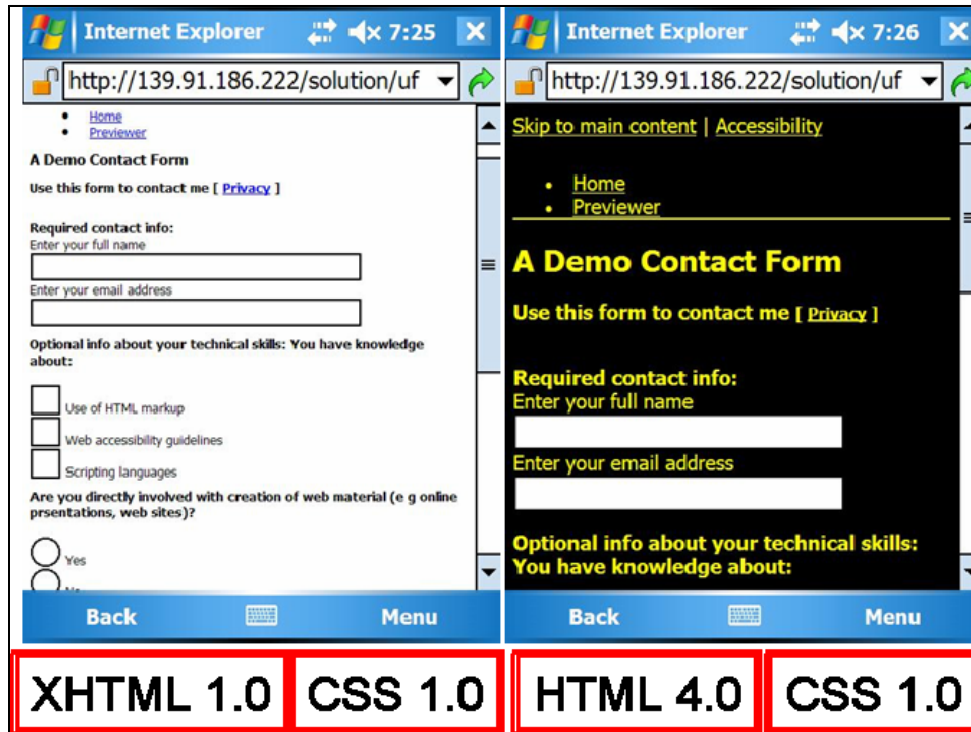 Internet Explorer 7:25
http://139.91.186.222/solution/uf
Home
Previewer
A Demo Contact Form
Use this form to contact me [ Privacy ]
Required contact info:
Enter your full name
Enter your email address
Optional info about your technical skills: You have knowledge
about:
Use of HTML markup
Web accessibility guidelines
Scripting languages
Are you directly involved with creation of web material (e g online
prsentations, web sites)?
Yes
Back Menu
XHTML 1.0 CSS 1.0
Internet Explorer 7:26
http://139.91.186.222/solution/uf
Skip to main content | Accessibility
Home
Previewer
A Demo Contact Form
Use this form to contact me [ Privacy ]
Required contact info:
Enter your full name
Enter your email address
Optional info about your technical skills:
You have knowledge about:
Back Menu
HTML 4.0 CSS 1.0